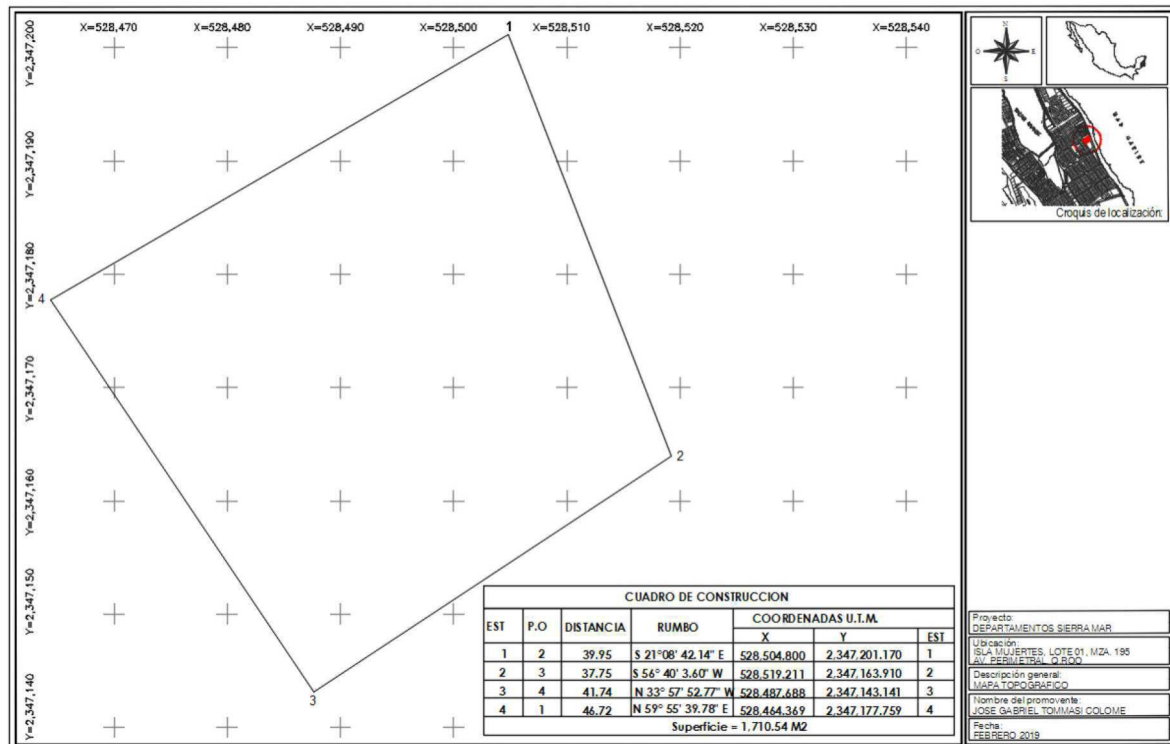 X=528,470 X=528,480 X=528,490 X=528,500 X=528,510 X=528,520 X=528,530 X=528,540
Y=2,347,200
Y=2,347,190
Y=2,347,180
Y=2,347,170
Y=2,347,160
Y=2,347,150
Y=2,347,140
1
2
3
4
CUADRO DE CONSTRUCCION
EST P.O DISTANCIA RUMBO COORDENADAS U.T.M.
X Y EST
1 2 39.95 S 21°08' 42.14" E 528,504.800 2,347,201.170 1
2 3 37.75 S 56° 40' 3.60" W 528,519.211 2,347,163.910 2
3 4 41.74 N 33° 57' 52.77" W 528,487.688 2,347,143.141 3
4 1 46.72 N 59° 55' 39.78" E 528,464.369 2,347,177.759 4
Superficie = 1,710.54 M2
N
O E
S
MAR CARIBE
Croquis de localización:
Proyecto:
DEPARTAMENTOS SIERRA MAR
Ubicación:
ISLA MUJERTES, LOTE 01, MZA. 195
AV. PERIMETRAL, Q.ROO
Descripción general:
MAPA TOPOGRAFICO
Nombre del promovente:
JOSE GABRIEL TOMMASI COLOME
Fecha:
FEBRERO 2019